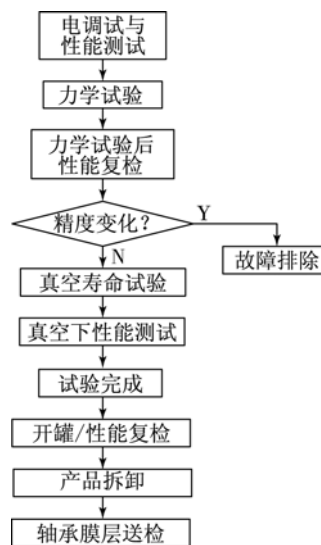 电调试与
性能测试
力学试验
力学试验后
性能复检
精度变化？
Y
N
故障排除
真空寿命试验
真空下性能测试
试验完成
开罐/性能复检
产品拆卸
轴承膜层送检